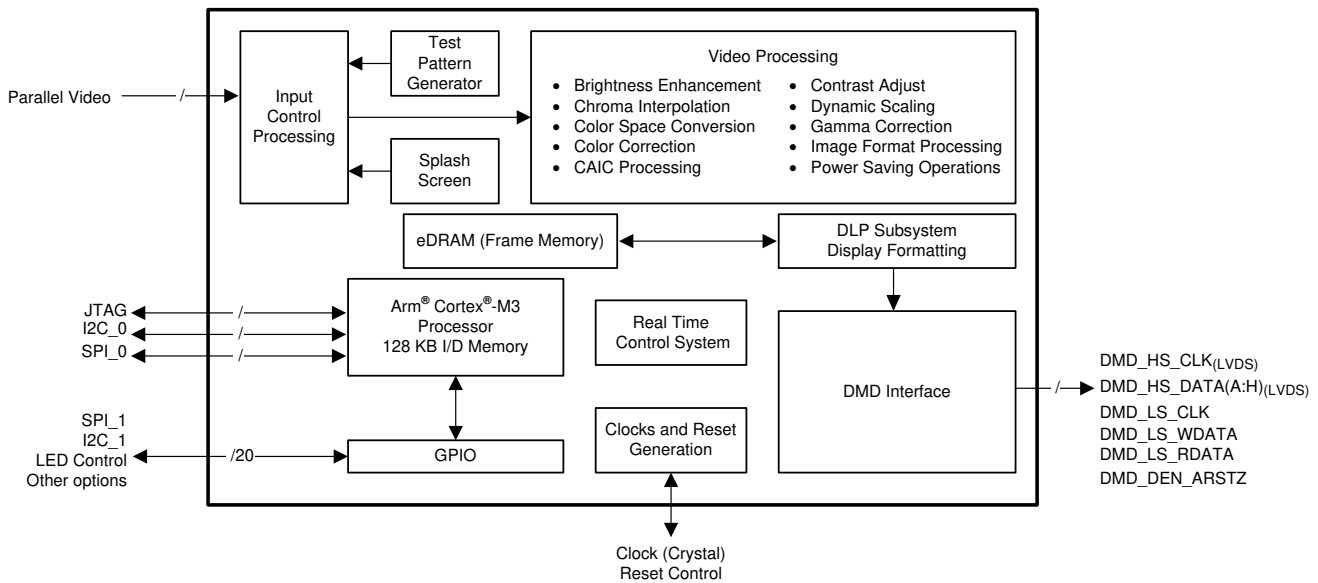 Parallel Video
/
Input
Control
Processing
Test
Pattern
Generator
Splash
Screen
Video Processing
• Brightness Enhancement
• Chroma Interpolation
• Color Space Conversion
• Color Correction
• CAIC Processing
• Contrast Adjust
• Dynamic Scaling
• Gamma Correction
• Image Format Processing
• Power Saving Operations
eDRAM (Frame Memory)
DLP Subsystem
Display Formatting
JTAG
I2C_0
SPI_0
/
/
/
Arm® Cortex®-M3
Processor
128 KB I/D Memory
Real Time
Control System
DMD Interface
/
DMD_HS_CLK(LVDS)
DMD_HS_DATA(A:H)(LVDS)
DMD_LS_CLK
DMD_LS_WDATA
DMD_LS_RDATA
DMD_DEN_ARSTZ
SPI_1
I2C_1
LED Control
Other options
/20
GPIO
Clocks and Reset
Generation
Clock (Crystal)
Reset Control